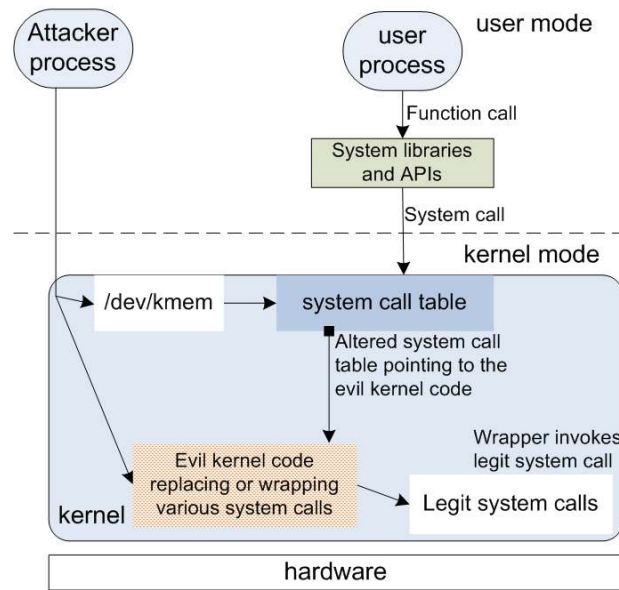 Attacker
process
user
process
user mode
Function call
System libraries
and APIs
System call
kernel mode
/dev/kmem
system call table
Altered system call
table pointing to the
evil kernel code
Evil kernel code
replacing or wrapping
various system calls
Wrapper invokes
legit system call
Legit system calls
kernel
hardware